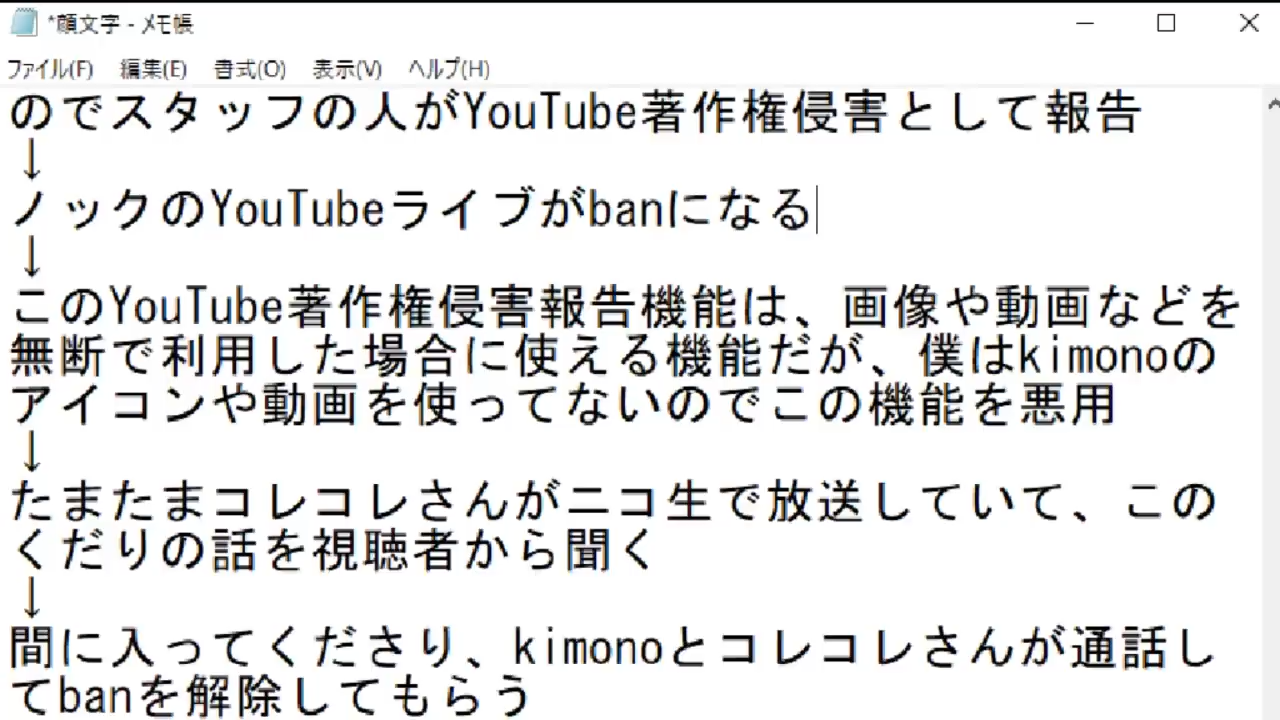 *顔文字 - メモ帳
ファイル(F) 編集(E) 書式(O) 表示(V) ヘルプ(H)
のでスタッフの人がYouTube著作権侵害として報告
↓
ノックのYouTubeライブがbanになる
↓
このYouTube著作権侵害報告機能は、画像や動画などを
無断で利用した場合に使える機能だが、僕はkimonoの
アイコンや動画を使ってないのでこの機能を悪用
↓
たまたまコレコレさんがニコ生で放送していて、この
くだりの話を視聴者から聞く
↓
間に入ってくださり、kimonoとコレコレさんが通話し
てbanを解除してもらう